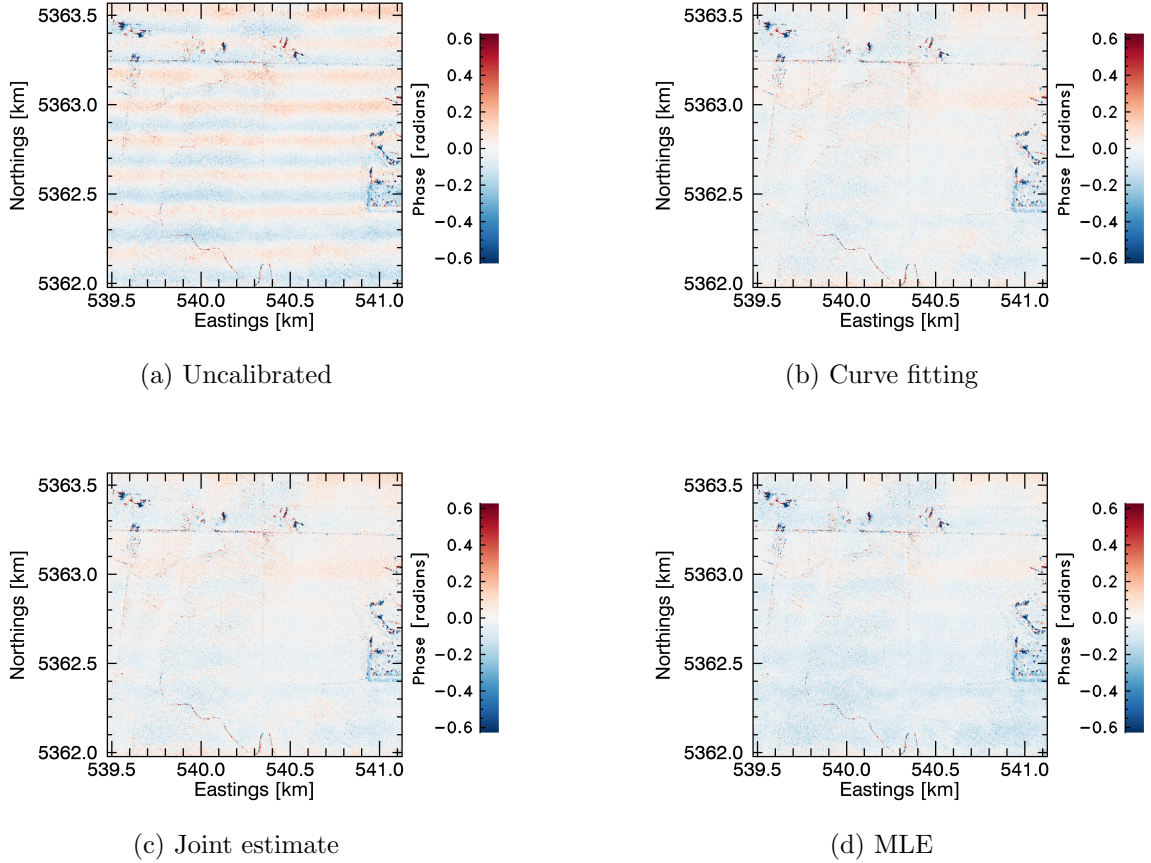 5363.5
5363.0
5362.5
5362.0
Northings [km]
539.5 540.0 540.5 541.0
Eastings [km]
0.6
0.4
0.2
0.0
−0.2
−0.4
−0.6
Phase [radians]
(a) Uncalibrated
5363.5
5363.0
5362.5
5362.0
Northings [km]
539.5 540.0 540.5 541.0
Eastings [km]
0.6
0.4
0.2
0.0
−0.2
−0.4
−0.6
Phase [radians]
(b) Curve fitting
5363.5
5363.0
5362.5
5362.0
Northings [km]
539.5 540.0 540.5 541.0
Eastings [km]
0.6
0.4
0.2
0.0
−0.2
−0.4
−0.6
Phase [radians]
(c) Joint estimate
5363.5
5363.0
5362.5
5362.0
Northings [km]
539.5 540.0 540.5 541.0
Eastings [km]
0.6
0.4
0.2
0.0
−0.2
−0.4
−0.6
Phase [radians]
(d) MLE